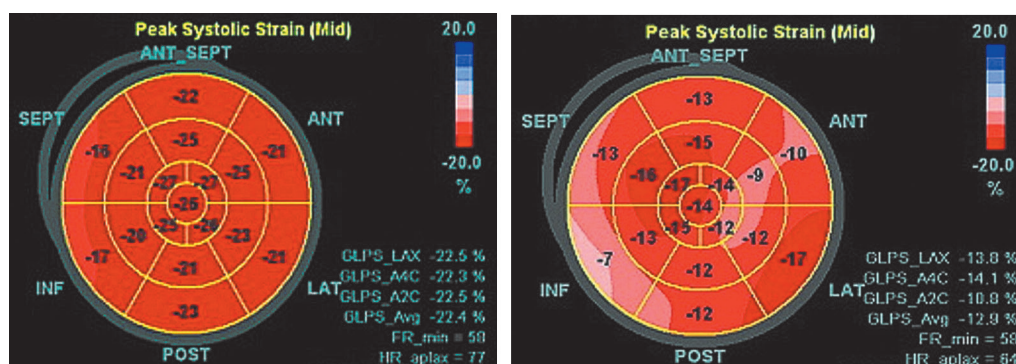 Peak Systolic Strain (Mid)
20.0
ANT_SEPT
SEPT
ANT
-20.0
%
-22
-25
-16
-21
-21
-25
-27
-27
-26
-25
-26
-17
-20
-23
-21
-21
-23
INF
LAT
POST
GLPS_LAX -22.5 %
GLPS_A4C -22.3 %
GLPS_A2C -22.5 %
GLPS_Avg -22.4 %
FR_min = 58
HR_aplax = 77
Peak Systolic Strain (Mid)
20.0
ANT_SEPT
SEPT
ANT
-20.0
%
-13
-15
-13
-10
-16
-9
-17
-14
-14
-15
-12
-7
-13
-12
-17
-12
-12
INF
LAT
POST
GLPS_LAX -13.8 %
GLPS_A4C -14.1 %
GLPS_A2C -10.8 %
GLPS_Avg -12.9 %
FR_min = 58
HR_aplax = 64